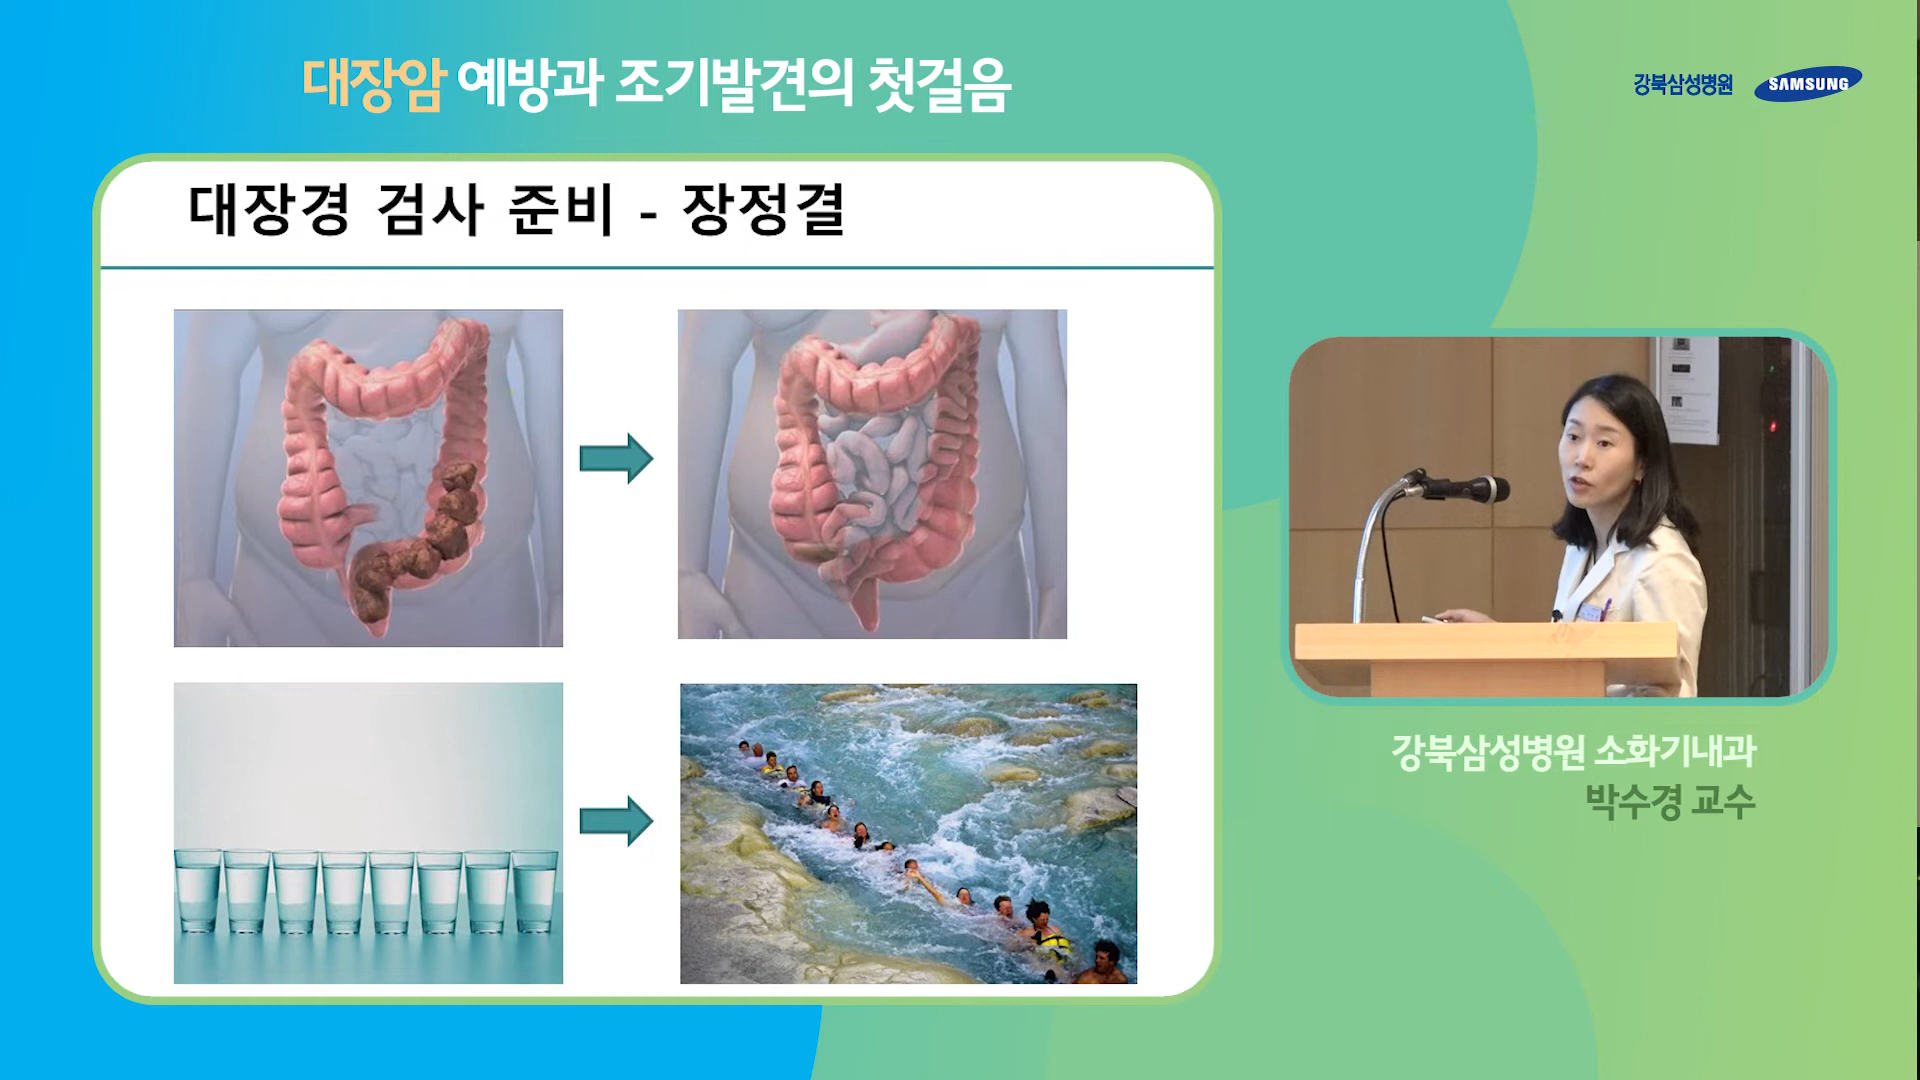 대장암 예방과 조기발견의 첫걸음
강북삼성병원 SAMSUNG
대장경 검사 준비 - 장정결
강북삼성병원 소화기내과
박수경 교수